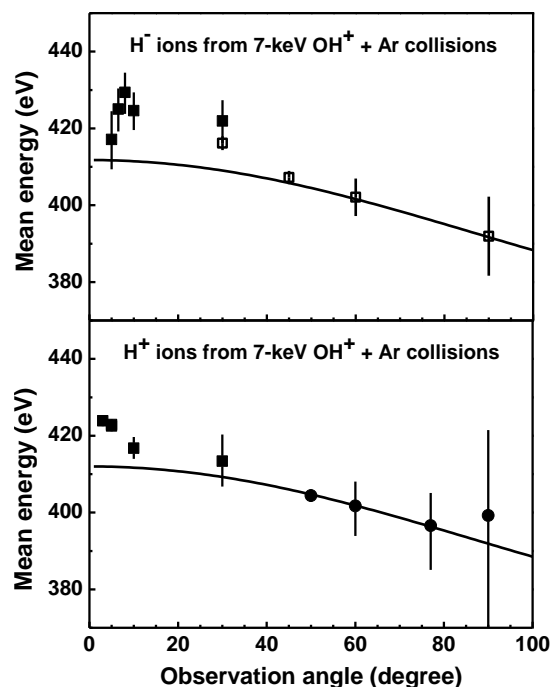 H⁻ ions from 7-keV OH⁺ + Ar collisions
Mean energy (eV)
440
420
400
380
H⁺ ions from 7-keV OH⁺ + Ar collisions
Mean energy (eV)
440
420
400
380
0 20 40 60 80 100
Observation angle (degree)